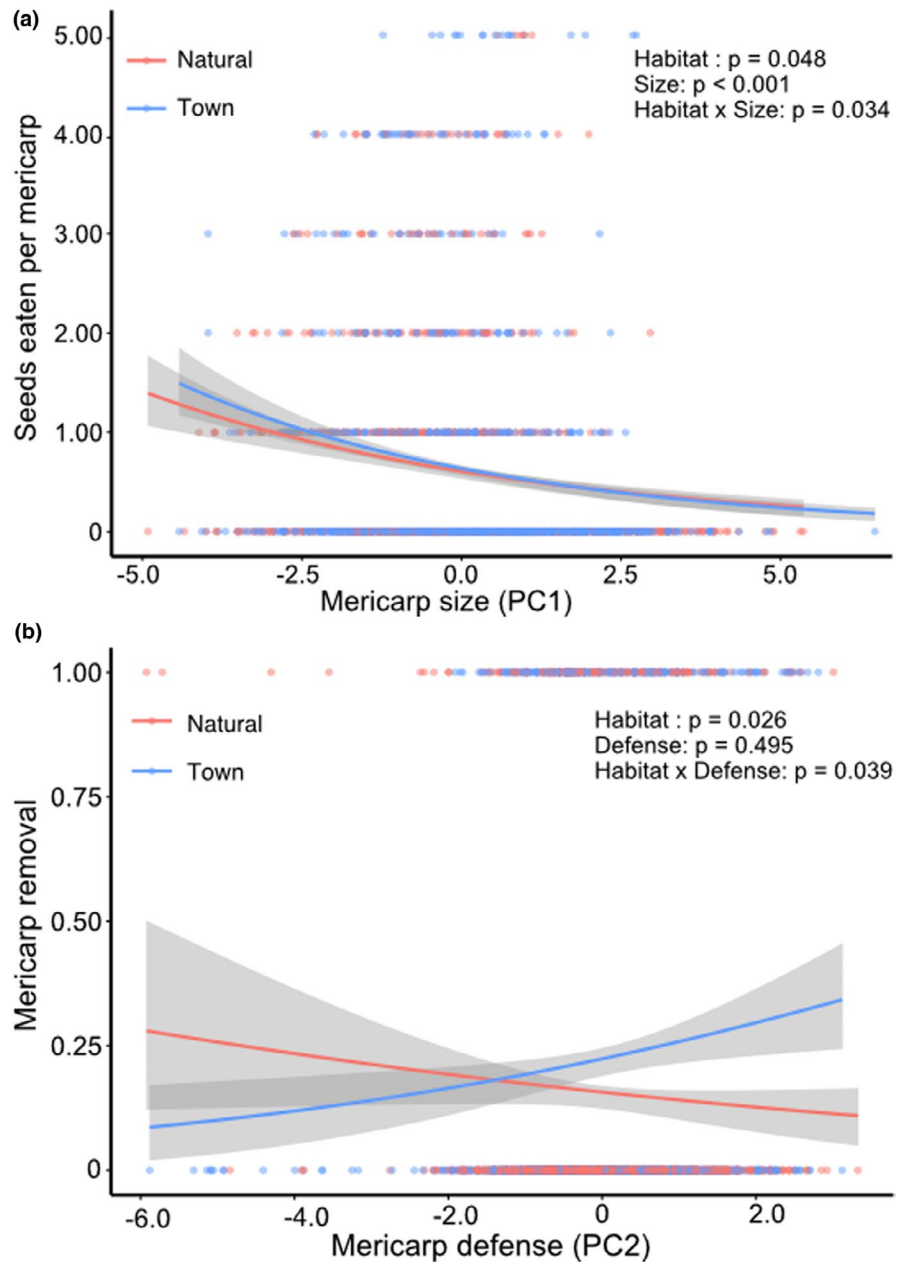 (a)
5.00
4.00
3.00
2.00
1.00
0
Seeds eaten per mericarp
Natural
Town
Habitat : p = 0.048
Size: p < 0.001
Habitat x Size: p = 0.034
-5.0 -2.5 0.0 2.5 5.0
Mericarp size (PC1)
(b)
1.00
0.75
0.50
0.25
0
Mericarp removal
Natural
Town
Habitat : p = 0.026
Defense: p = 0.495
Habitat x Defense: p = 0.039
-6.0 -4.0 -2.0 0 2.0
Mericarp defense (PC2)